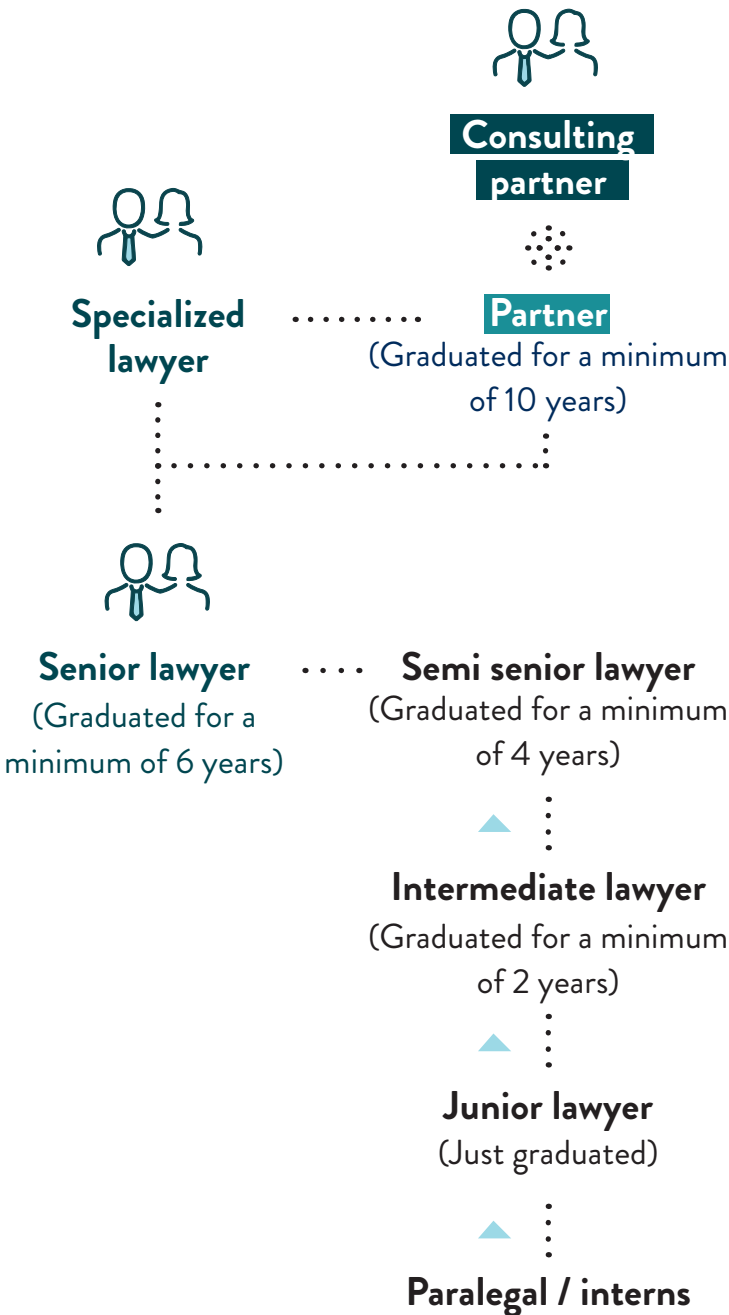 Consulting
partner
Specialized
lawyer
Partner
(Graduated for a minimum
of 10 years)
Senior lawyer
(Graduated for a
minimum of 6 years)
Semi senior lawyer
(Graduated for a minimum
of 4 years)
Intermediate lawyer
(Graduated for a minimum
of 2 years)
Junior lawyer
(Just graduated)
Paralegal / interns